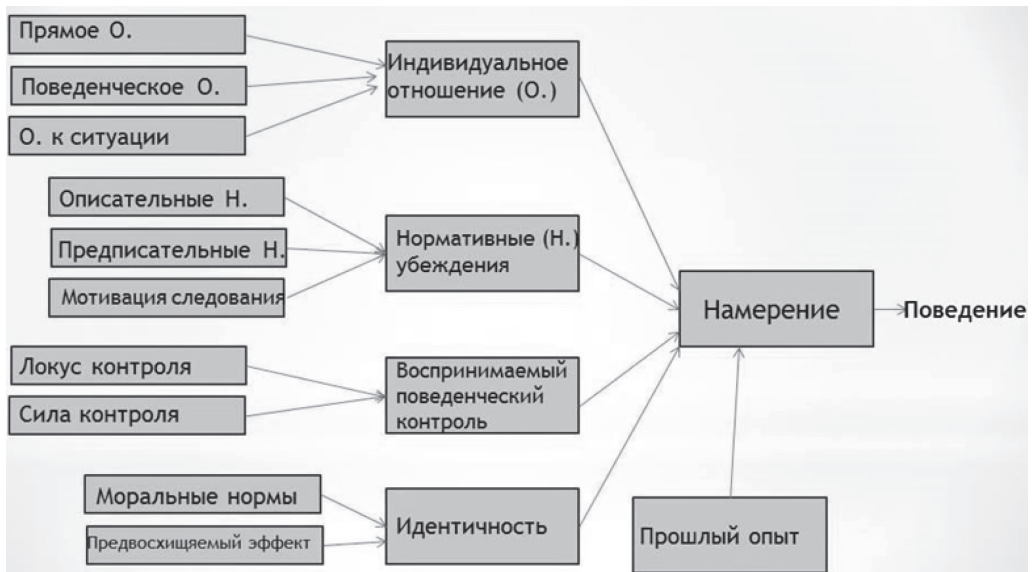 Прямое О.
Поведенческое О.
О. к ситуации
Индивидуальное
отношение (О.)
Описательные Н.
Предписательные Н.
Мотивация следования
Нормативные (Н.)
убеждения
Локус контроля
Сила контроля
Воспринимаемый
поведенческий
контроль
Моральные нормы
Предвосхищяемый эффект
Идентичность
Прошлый опыт
Намерение
Поведение